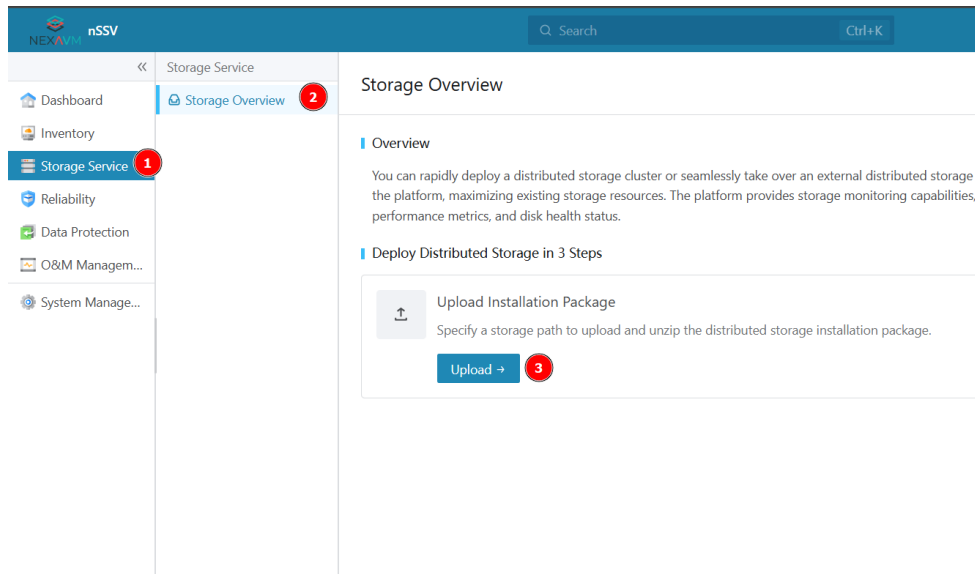 NEXAVM nSSV
Search Ctrl+K
Storage Service
Storage Overview 2
Dashboard
Inventory
Storage Service 1
Reliability
Data Protection
O&M Managem...
System Manage...
Storage Overview
Overview
You can rapidly deploy a distributed storage cluster or seamlessly take over an external distributed storage
the platform, maximizing existing storage resources. The platform provides storage monitoring capabilities,
performance metrics, and disk health status.
Deploy Distributed Storage in 3 Steps
Upload Installation Package
Specify a storage path to upload and unzip the distributed storage installation package.
Upload → 3